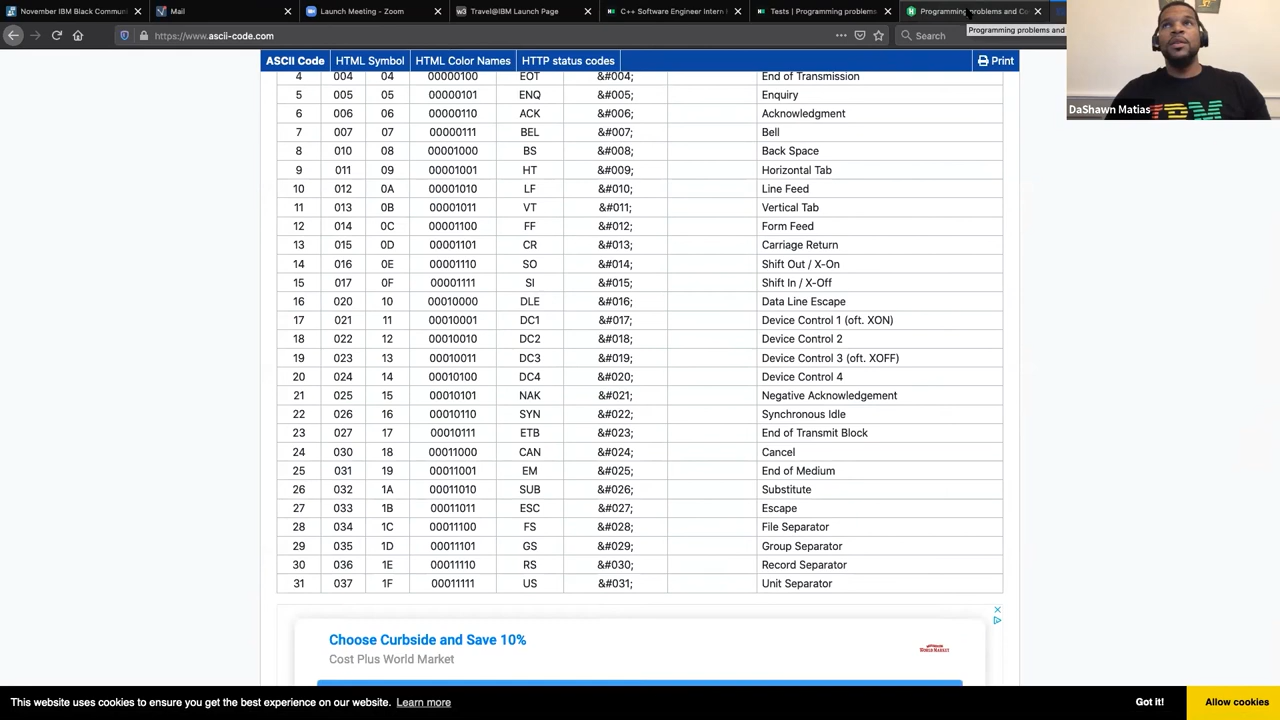 November IBM Black Commun
Mail
Launch Meeting - Zoom
Travel@IBM Launch Page
C++ Software Engineer Intern
Tests | Programming problems
Programming problems and Co
https://www.ascii-code.com
Search
Programming problems and
ASCII Code HTML Symbol HTML Color Names HTTP status codes Print
DaShawn Matias
IBM
4 004 04 00000100 EOT &#004; End of Transmission
5 005 05 00000101 ENQ &#005; Enquiry
6 006 06 00000110 ACK &#006; Acknowledgment
7 007 07 00000111 BEL &#007; Bell
8 010 08 00001000 BS &#008; Back Space
9 011 09 00001001 HT &#009; Horizontal Tab
10 012 0A 00001010 LF &#010; Line Feed
11 013 0B 00001011 VT &#011; Vertical Tab
12 014 0C 00001100 FF &#012; Form Feed
13 015 0D 00001101 CR &#013; Carriage Return
14 016 0E 00001110 SO &#014; Shift Out / X-On
15 017 0F 00001111 SI &#015; Shift In / X-Off
16 020 10 00010000 DLE &#016; Data Line Escape
17 021 11 00010001 DC1 &#017; Device Control 1 (oft. XON)
18 022 12 00010010 DC2 &#018; Device Control 2
19 023 13 00010011 DC3 &#019; Device Control 3 (oft. XOFF)
20 024 14 00010100 DC4 &#020; Device Control 4
21 025 15 00010101 NAK &#021; Negative Acknowledgement
22 026 16 00010110 SYN &#022; Synchronous Idle
23 027 17 00010111 ETB &#023; End of Transmit Block
24 030 18 00011000 CAN &#024; Cancel
25 031 19 00011001 EM &#025; End of Medium
26 032 1A 00011010 SUB &#026; Substitute
27 033 1B 00011011 ESC &#027; Escape
28 034 1C 00011100 FS &#028; File Separator
29 035 1D 00011101 GS &#029; Group Separator
30 036 1E 00011110 RS &#030; Record Separator
31 037 1F 00011111 US &#031; Unit Separator
Choose Curbside and Save 10%
Cost Plus World Market
This website uses cookies to ensure you get the best experience on our website. Learn more Got it! Allow cookies